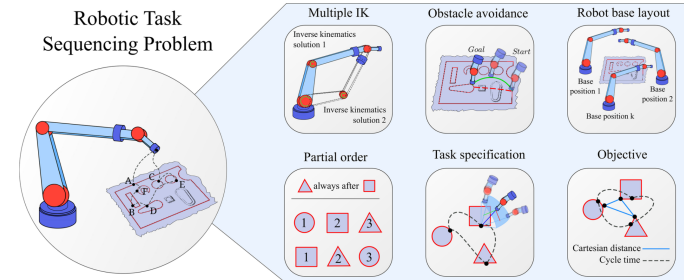 Robotic Task
Sequencing Problem
A
B
C
D
E
F
Multiple IK
Inverse kinematics
solution 1
Inverse kinematics
solution 2
Obstacle avoidance
Goal
Start
Robot base layout
Base
position 1
Base
position 2
Base position k
Partial order
always after
1
2
3
1
2
3
Task specification
Objective
Cartesian distance
Cycle time